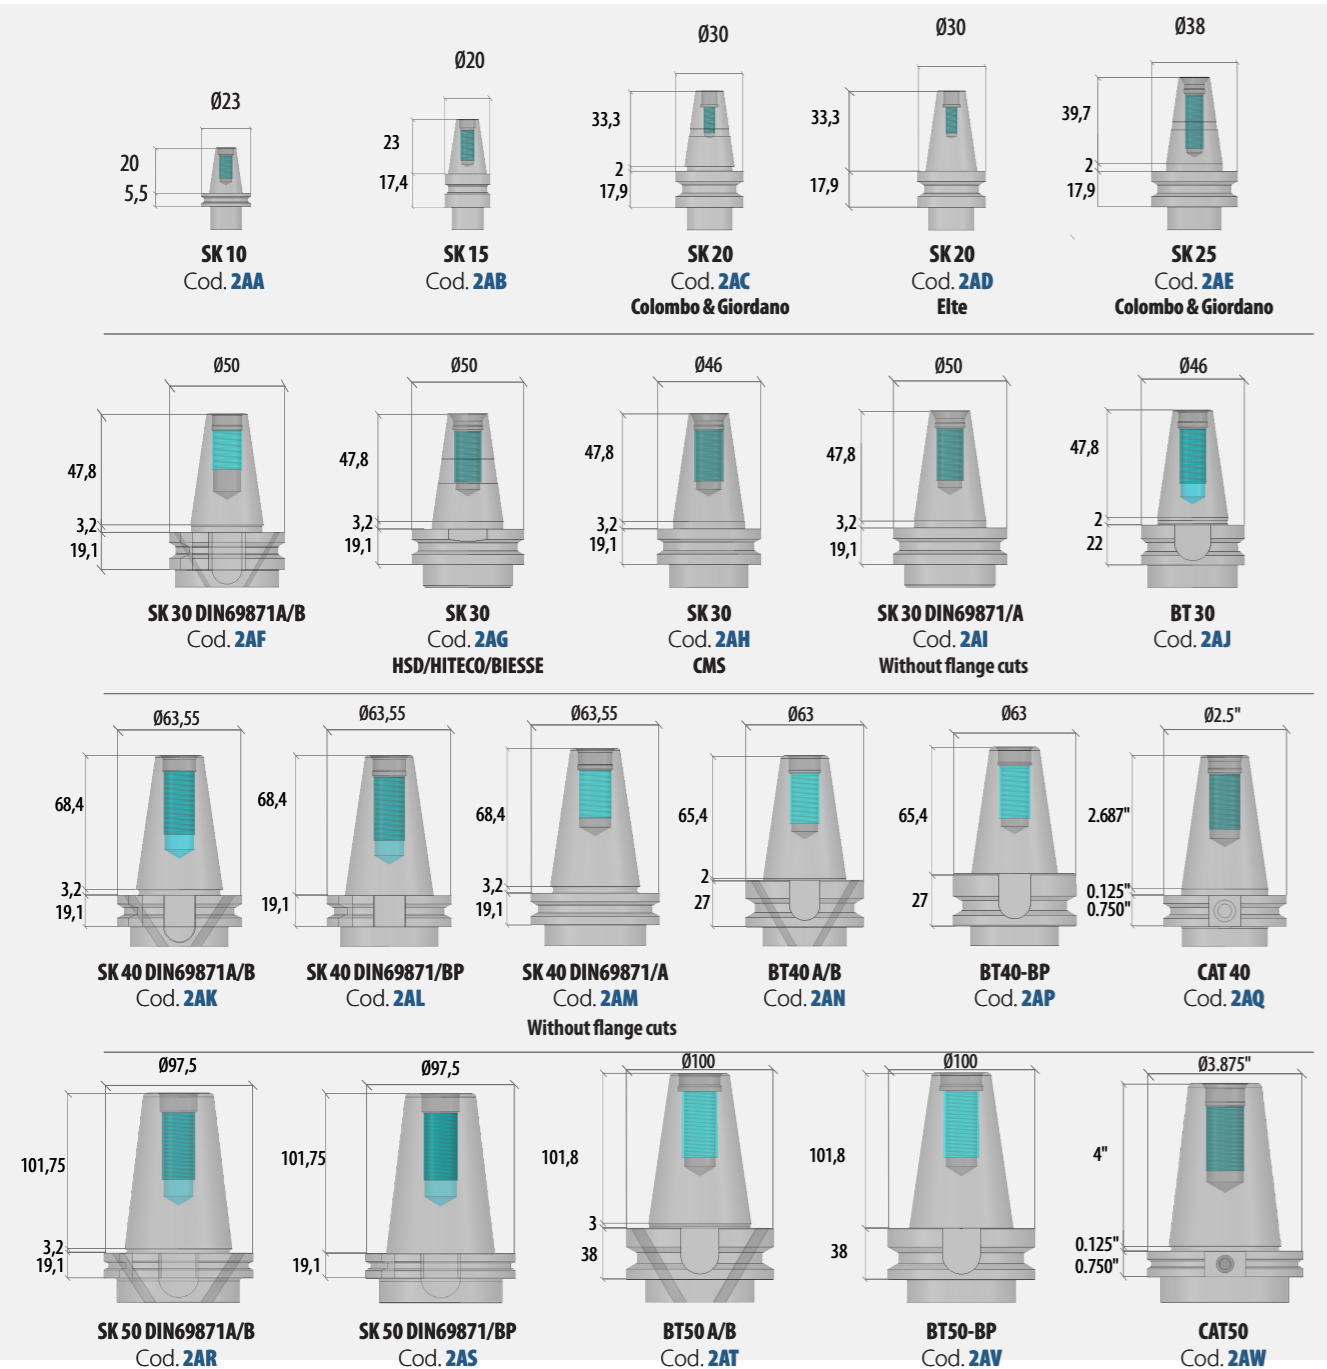 Ø23
20
5,5
SK 10
Cod. 2AA
Ø20
23
17,4
SK 15
Cod. 2AB
Ø30
33,3
2
17,9
SK 20
Cod. 2AC
Colombo & Giordano
Ø30
33,3
17,9
SK 20
Cod. 2AD
Elte
Ø38
39,7
2
17,9
SK 25
Cod. 2AE
Colombo & Giordano
Ø50
47,8
3,2
19,1
SK 30 DIN69871A/B
Cod. 2AF
Ø50
47,8
3,2
19,1
SK 30
Cod. 2AG
HSD/HITECO/BIESSE
Ø46
47,8
3,2
19,1
SK 30
Cod. 2AH
CMS
Ø50
47,8
3,2
19,1
SK 30 DIN69871/A
Cod. 2AI
Without flange cuts
Ø46
47,8
2
22
BT 30
Cod. 2AJ
Ø63,55
68,4
3,2
19,1
SK 40 DIN69871A/B
Cod. 2AK
Ø63,55
68,4
19,1
SK 40 DIN69871/BP
Cod. 2AL
Ø63,55
68,4
3,2
19,1
SK 40 DIN69871/A
Cod. 2AM
Without flange cuts
Ø63
65,4
2
27
BT40 A/B
Cod. 2AN
Ø63
65,4
27
BT40-BP
Cod. 2AP
Ø2.5"
2.687"
0.125"
0.750"
CAT 40
Cod. 2AQ
Ø97,5
101,75
3,2
19,1
SK 50 DIN69871A/B
Cod. 2AR
Ø97,5
101,75
19,1
SK 50 DIN69871/BP
Cod. 2AS
Ø100
101,8
3
38
BT50 A/B
Cod. 2AT
Ø100
101,8
38
BT50-BP
Cod. 2AV
Ø3.875"
4"
0.125"
0.750"
CAT50
Cod. 2AW